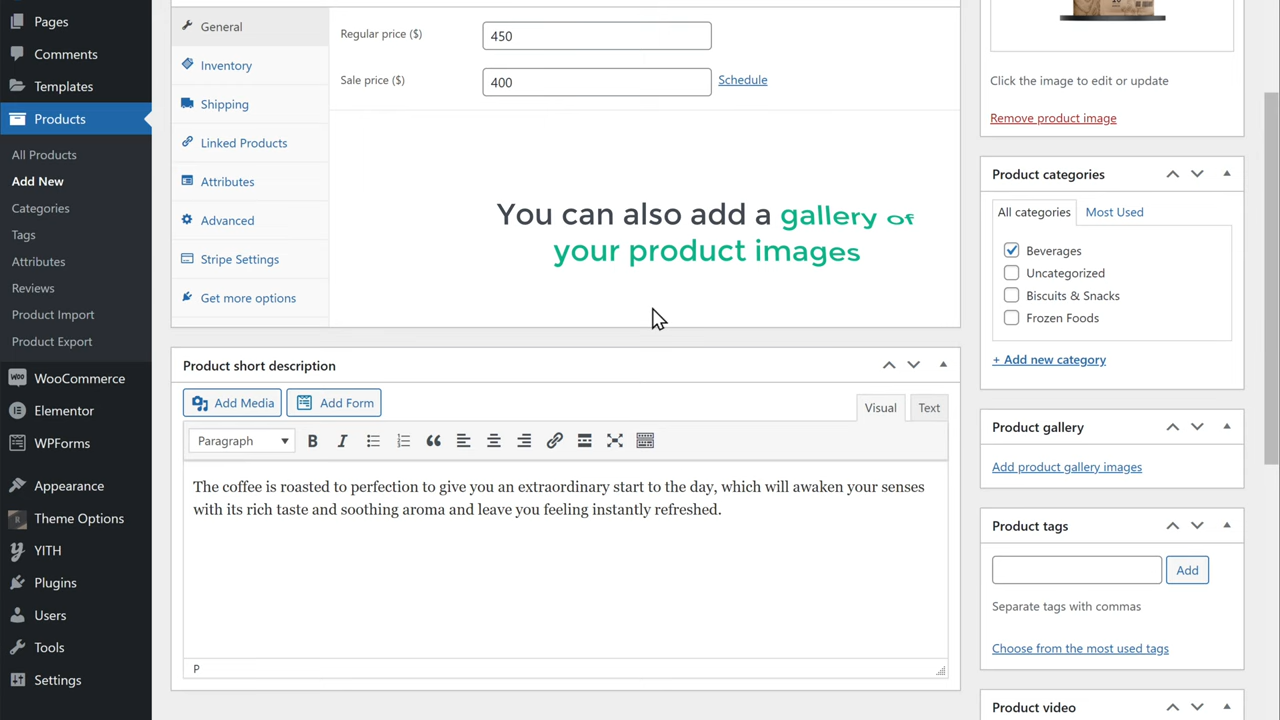 Pages
Comments
Templates
Products
All Products
Add New
Categories
Tags
Attributes
Reviews
Product Import
Product Export
WooCommerce
Elementor
WPForms
Appearance
Theme Options
YITH
Plugins
Users
Tools
Settings
General
Inventory
Shipping
Linked Products
Attributes
Advanced
Stripe Settings
Get more options
Regular price ($)
450
Sale price ($)
400
Schedule
You can also add a gallery of
your product images
Product short description
Add Media
Add Form
Visual
Text
Paragraph
The coffee is roasted to perfection to give you an extraordinary start to the day, which will awaken your senses
with its rich taste and soothing aroma and leave you feeling instantly refreshed.
P
Click the image to edit or update
Remove product image
Product categories
All categories
Most Used
Beverages
Uncategorized
Biscuits & Snacks
Frozen Foods
+ Add new category
Product gallery
Add product gallery images
Product tags
Add
Separate tags with commas
Choose from the most used tags
Product video